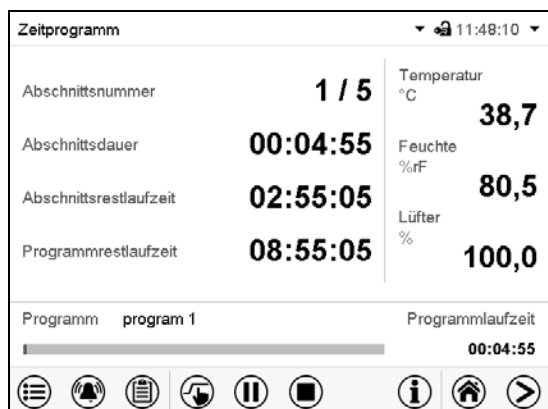 Zeitprogramm 11:48:10
Abschnittsnummer 1 / 5
Abschnittsdauer 00:04:55
Abschnittsrestlaufzeit 02:55:05
Programmrestlaufzeit 08:55:05
Temperatur
°C
38,7
Feuchte
%rF
80,5
Lüfter
%
100,0
Programm program 1 Programmlaufzeit
00:04:55